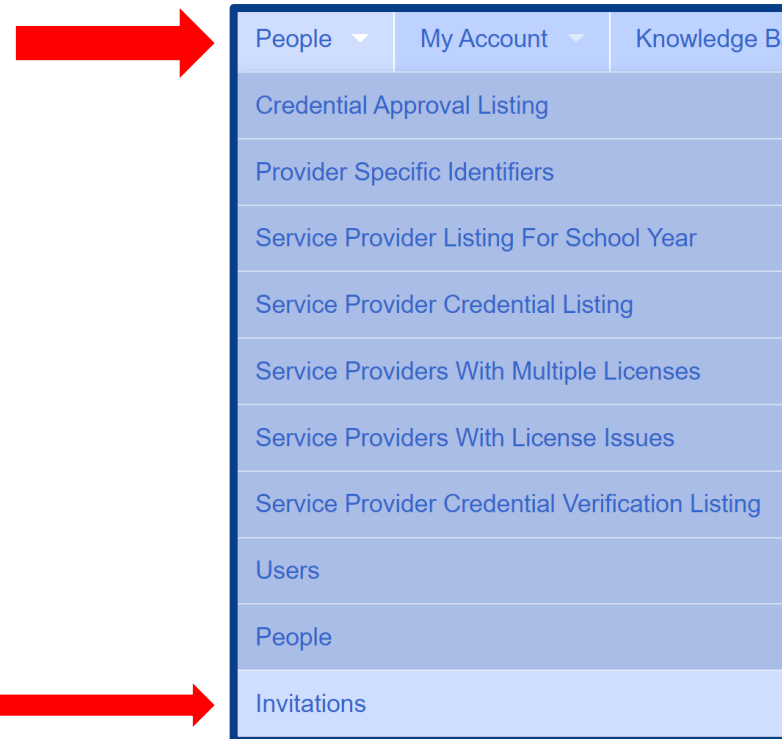 People My Account Knowledge B
Credential Approval Listing
Provider Specific Identifiers
Service Provider Listing For School Year
Service Provider Credential Listing
Service Providers With Multiple Licenses
Service Providers With License Issues
Service Provider Credential Verification Listing
Users
People
Invitations